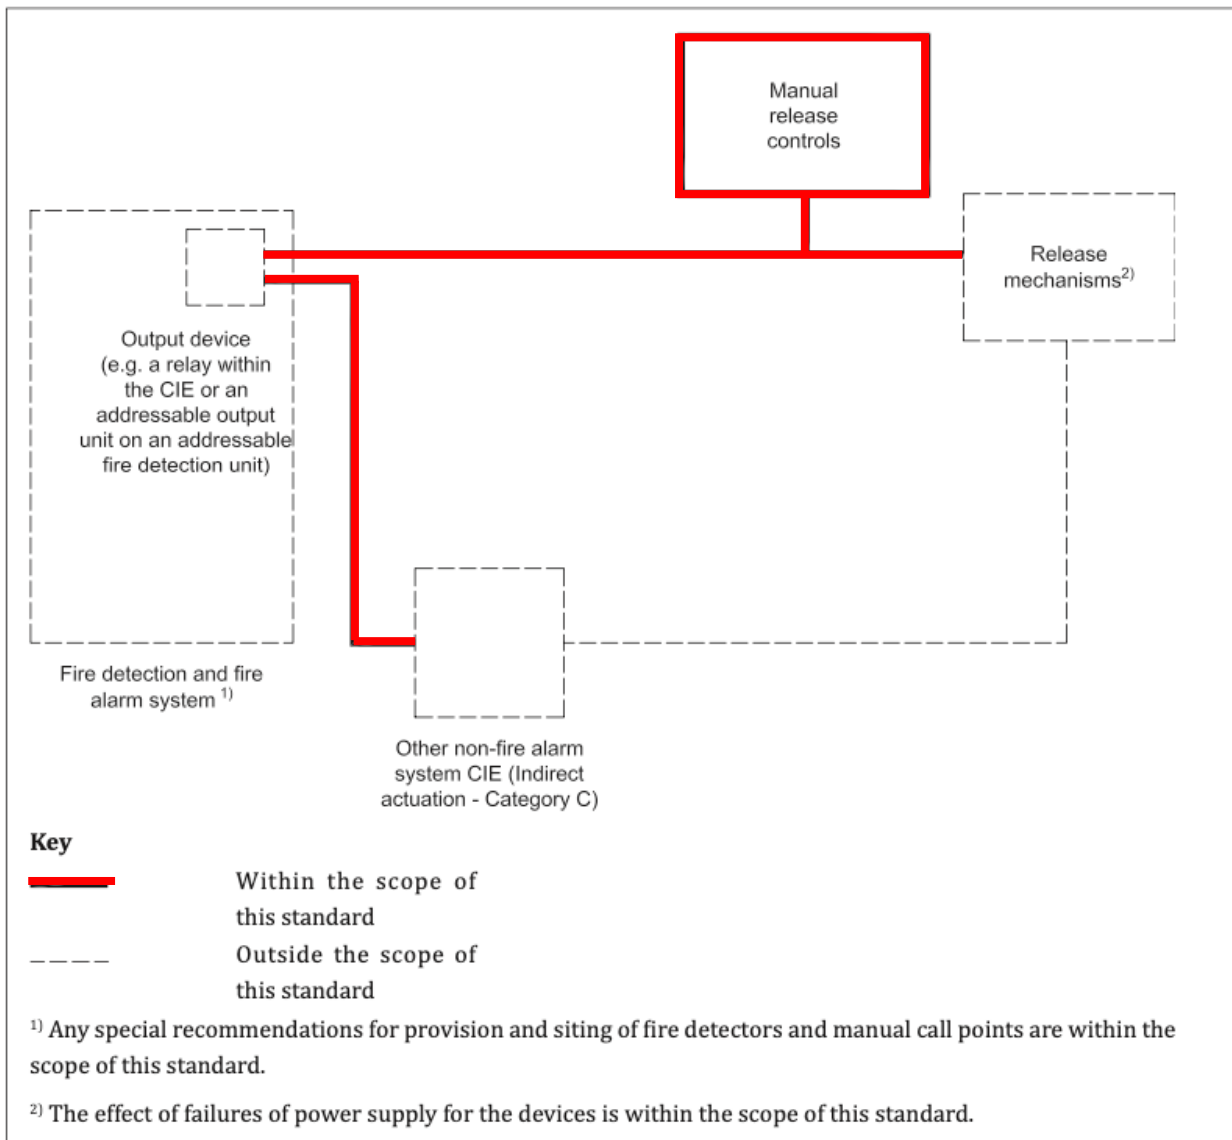 Manual
release
controls
Release
mechanisms2)
Output device
(e.g. a relay within
the CIE or an
addressable output
unit on an addressable
fire detection unit)
Fire detection and fire
alarm system 1)
Other non-fire alarm
system CIE (Indirect
actuation - Category C)
Key
Within the scope of
this standard
Outside the scope of
this standard
1) Any special recommendations for provision and siting of fire detectors and manual call points are within the
scope of this standard.
2) The effect of failures of power supply for the devices is within the scope of this standard.